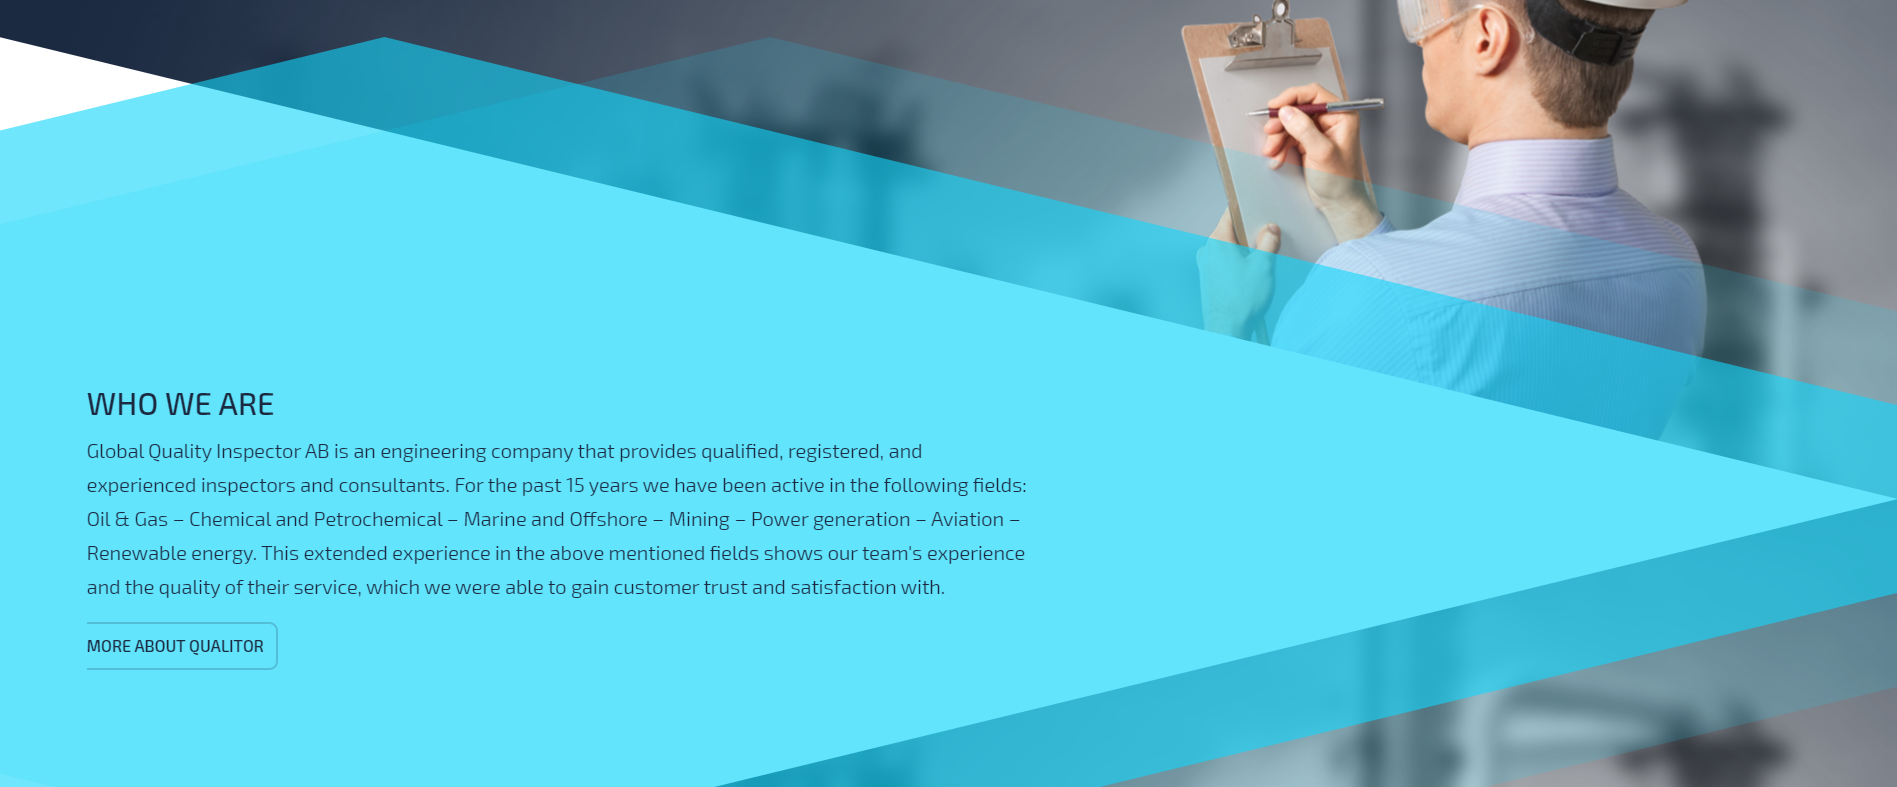 WHO WE ARE
Global Quality Inspector AB is an engineering company that provides qualified, registered, and
experienced inspectors and consultants. For the past 15 years we have been active in the following fields:
Oil & Gas – Chemical and Petrochemical – Marine and Offshore – Mining – Power generation – Aviation –
Renewable energy. This extended experience in the above mentioned fields shows our team's experience
and the quality of their service, which we were able to gain customer trust and satisfaction with.
MORE ABOUT QUALITOR